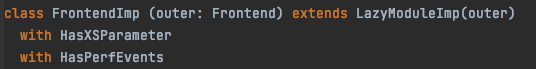 class FrontendImp (outer: Frontend) extends LazyModuleImp(outer)
with HasXSParameter
with HasPerfEvents